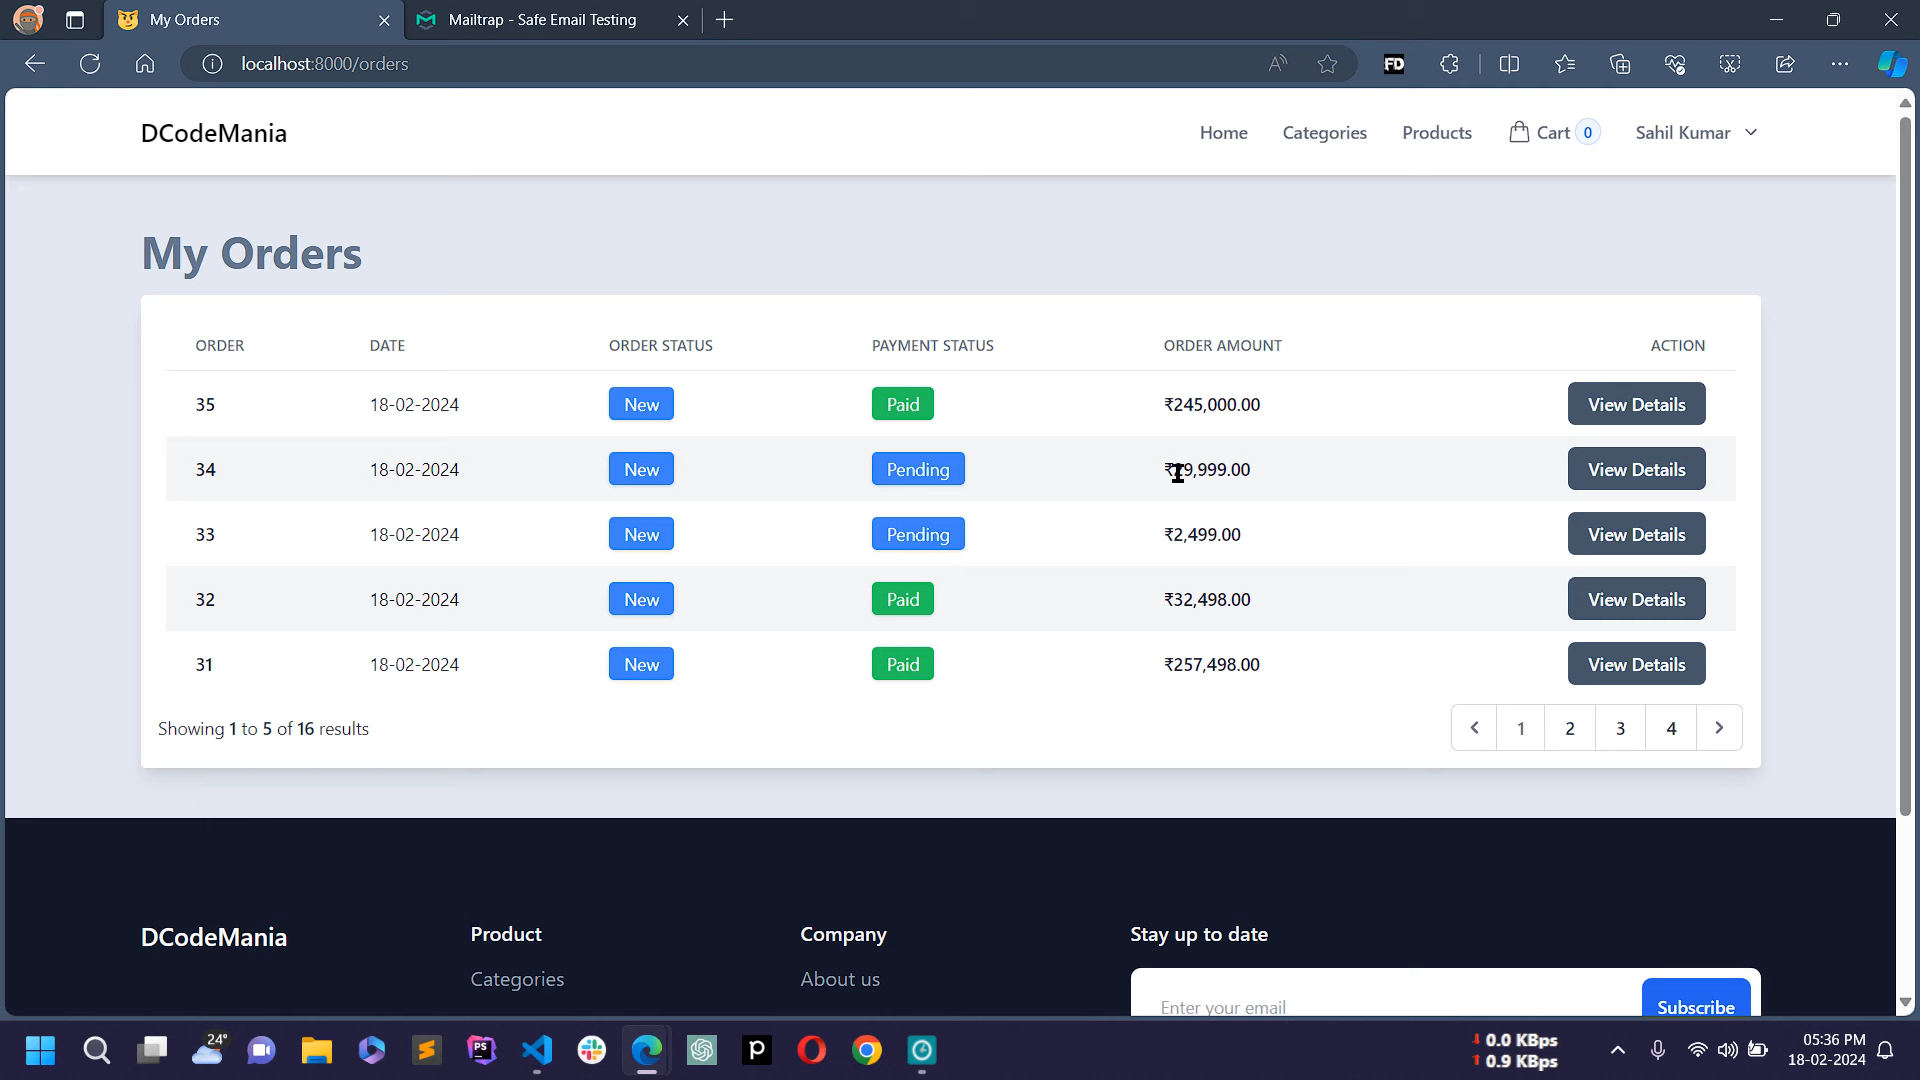 My Orders
Mailtrap - Safe Email Testing
localhost:8000/orders
FD
DCodeMania
Home
Categories
Products
Cart 0
Sahil Kumar
My Orders
ORDER DATE ORDER STATUS PAYMENT STATUS ORDER AMOUNT ACTION
35 18-02-2024 New Paid ₹245,000.00 View Details
34 18-02-2024 New Pending View Details
33 18-02-2024 New Pending ₹2,499.00 View Details
32 18-02-2024 New Paid ₹32,498.00 View Details
31 18-02-2024 New Paid ₹257,498.00 View Details
Showing 1 to 5 of 16 results
1 2 3 4
DCodeMania
Product
Company
Stay up to date
Categories
About us
Enter your email
Subscribe
24°
PS
p
0.0 KBps
0.9 KBps
05:36 PM
18-02-2024